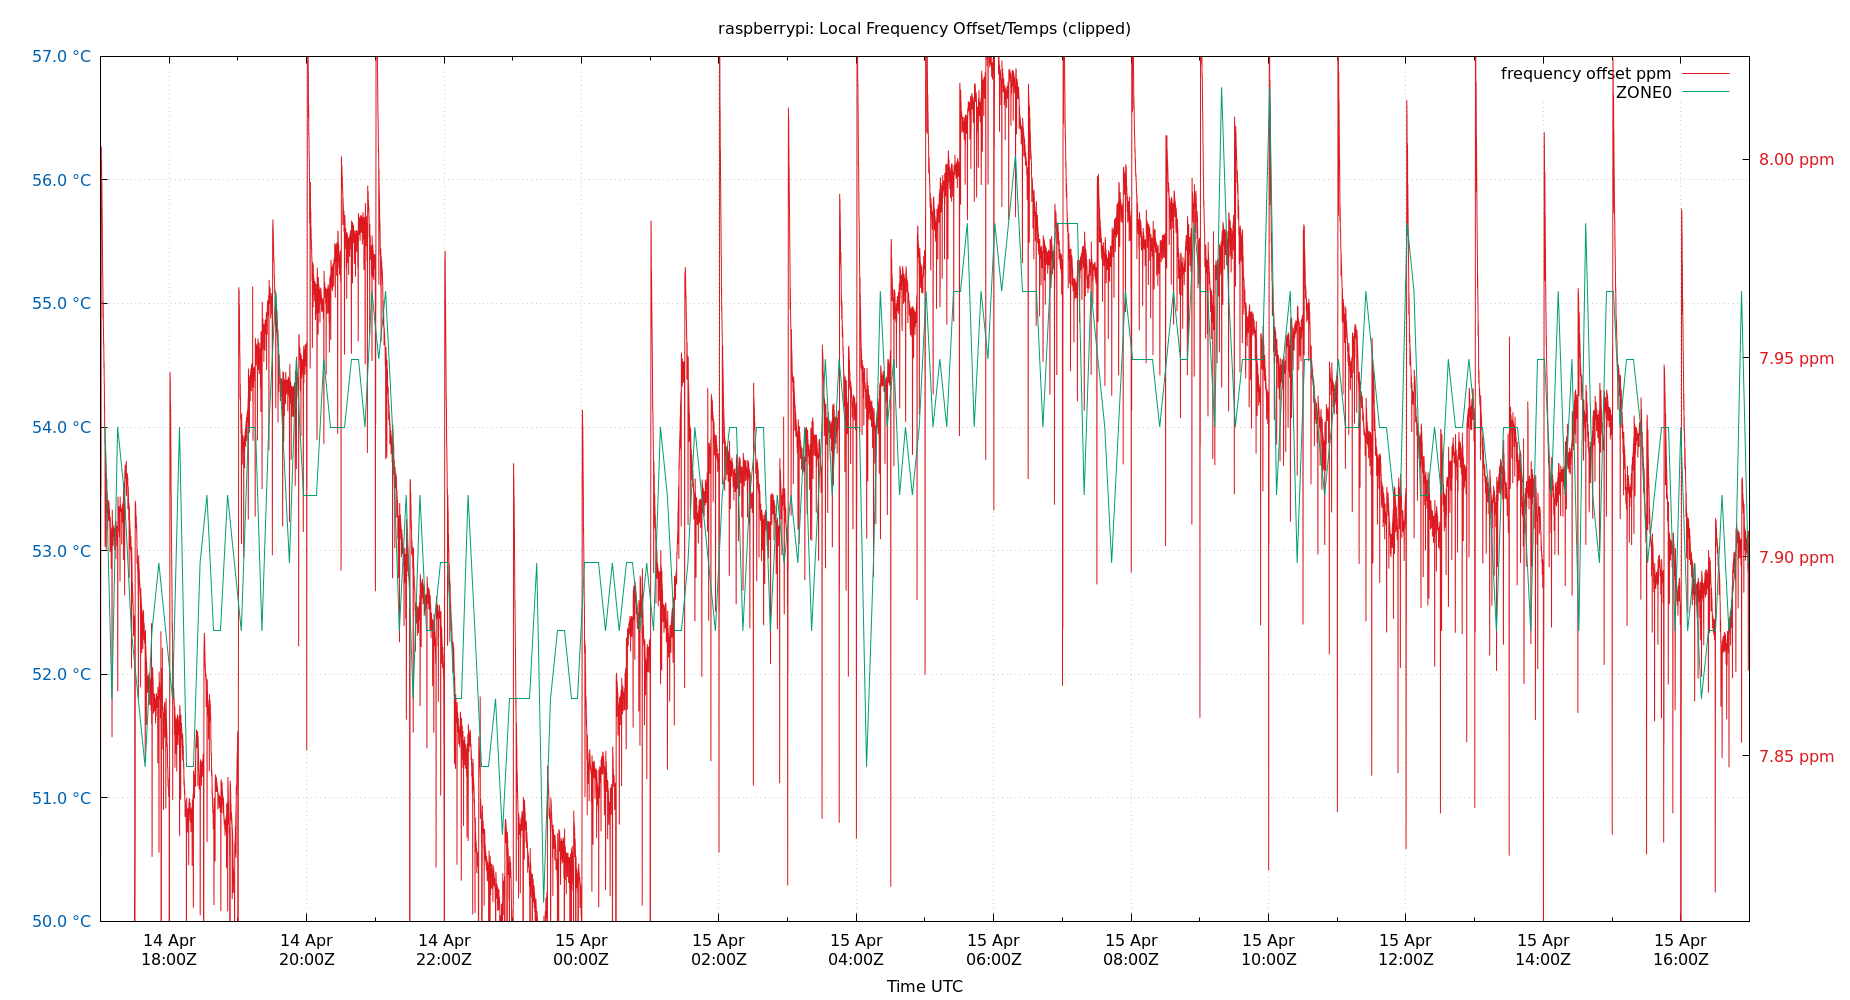 raspberrypi: Local Frequency Offset/Temps (clipped)
57.0 °C
56.0 °C
55.0 °C
54.0 °C
53.0 °C
52.0 °C
51.0 °C
50.0 °C
frequency offset ppm
ZONE0
8.00 ppm
7.95 ppm
7.90 ppm
7.85 ppm
14 Apr 14 Apr 14 Apr 15 Apr 15 Apr 15 Apr 15 Apr 15 Apr 15 Apr 15 Apr 15 Apr 15 Apr
18:00Z 20:00Z 22:00Z 00:00Z 02:00Z 04:00Z 06:00Z 08:00Z 10:00Z 12:00Z 14:00Z 16:00Z
Time UTC